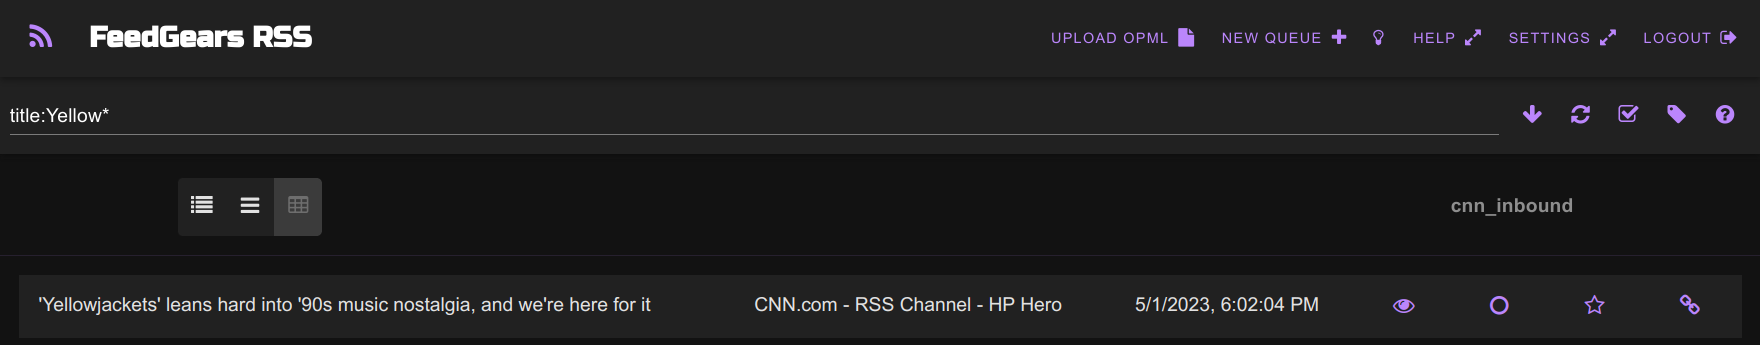 FeedGears RSS
UPLOAD OPML NEW QUEUE HELP SETTINGS LOGOUT
title:Yellow*
cnn_inbound
'Yellowjackets' leans hard into '90s music nostalgia, and we're here for it CNN.com - RSS Channel - HP Hero 5/1/2023, 6:02:04 PM